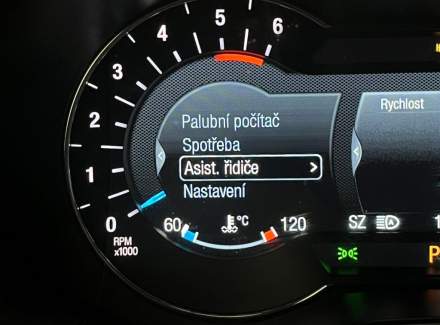 6
5
4
3
2
1
0
RPM
x1000
Palubní počítač
Spotřeba
Asist. řidiče >
Nastavení
60 °C 120
Rychlost
SZ
P